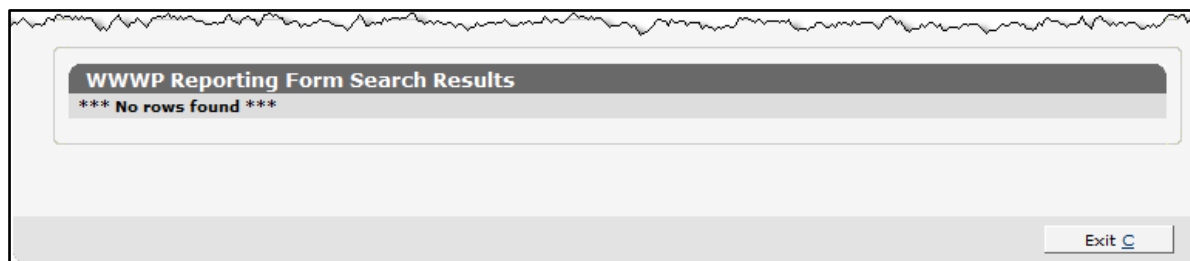 WWWP Reporting Form Search Results
*** No rows found ***
Exit C